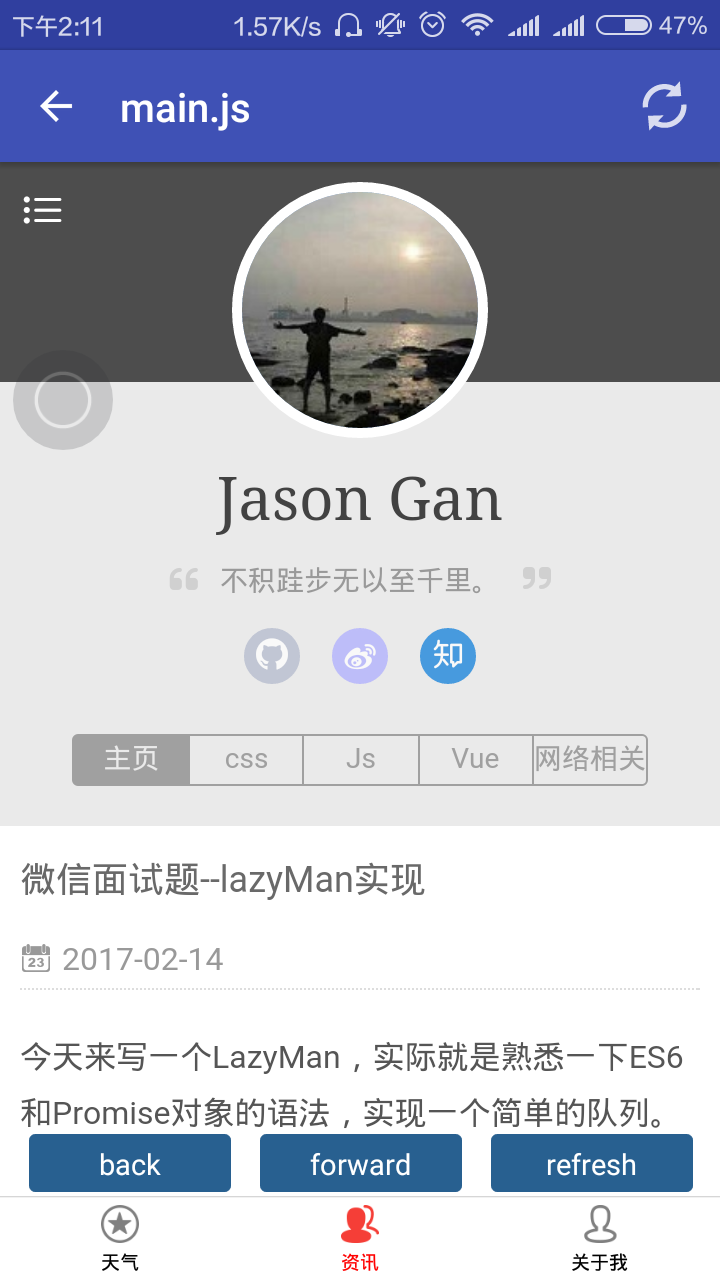 下午2:11 1.57K/s 47%
main.js
Jason Gan
“ 不积跬步无以至千里。 ”
知
主页 css Js Vue 网络相关
微信面试题--lazyMan实现
23 2017-02-14
今天来写一个LazyMan，实际就是熟悉一下ES6
和Promise对象的语法，实现一个简单的队列。
back forward refresh
天气 资讯 关于我